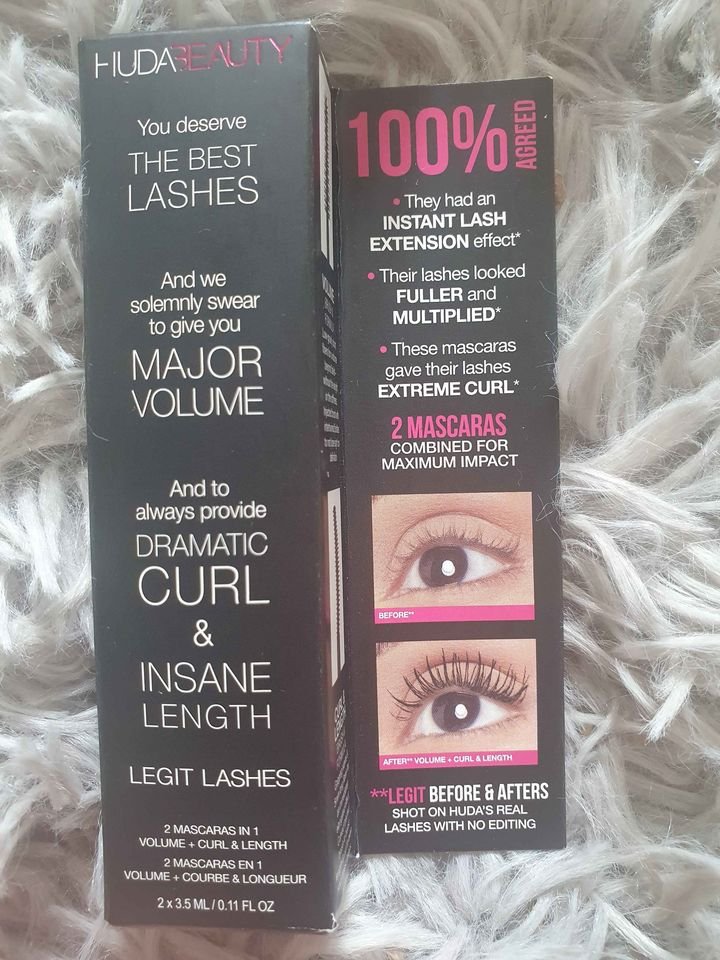 HUDABEAUTY
You deserve
THE BEST
LASHES
And we
solemnly swear
to give you
MAJOR
VOLUME
And to
always provide
DRAMATIC
CURL
&
INSANE
LENGTH
LEGIT LASHES
2 MASCARAS IN 1
VOLUME + CURL & LENGTH
2 MASCARAS EN 1
VOLUME + COURBE & LONGUEUR
2 x 3.5 ML / 0.11 FL OZ
VOLUME
100% AGREED
• They had an
INSTANT LASH
EXTENSION effect*
• Their lashes looked
FULLER and
MULTIPLIED*
• These mascaras
gave their lashes
EXTREME CURL*
2 MASCARAS
COMBINED FOR
MAXIMUM IMPACT
BEFORE**
AFTER** VOLUME + CURL & LENGTH
**LEGIT BEFORE & AFTERS
SHOT ON HUDA'S REAL
LASHES WITH NO EDITING